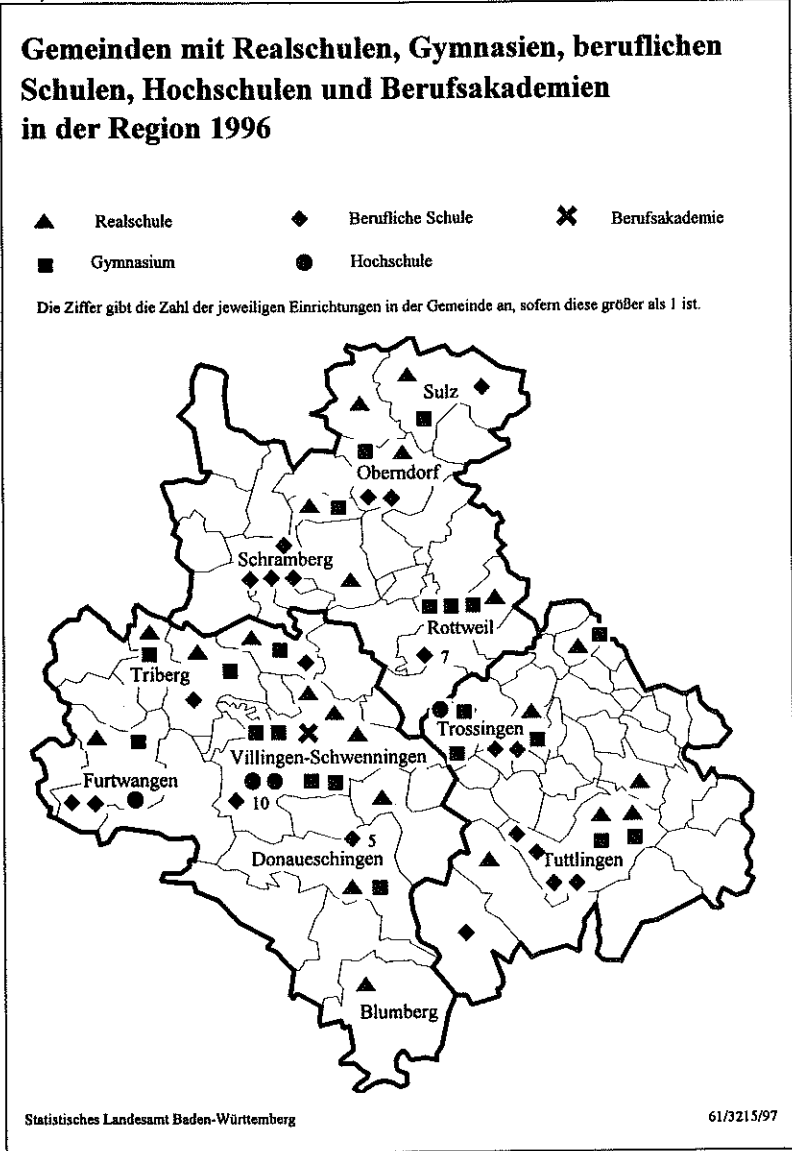 Gemeinden mit Realschulen, Gymnasien, beruflichen
Schulen, Hochschulen und Berufsakademien
in der Region 1996
Realschule
Berufliche Schule
Berufsakademie
Gymnasium
Hochschule
Die Ziffer gibt die Zahl der jeweiligen Einrichtungen in der Gemeinde an, sofern diese größer als 1 ist.
Sulz
Oberndorf
Schramberg
Rottweil
7
Triberg
Trossingen
Villingen-Schwenningen
Furtwangen
10
5
Donaueschingen
Tuttlingen
Blumberg
Statistisches Landesamt Baden-Württemberg
61/3215/97